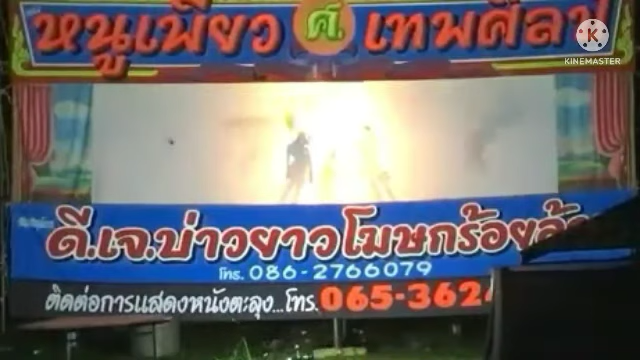 หนูเพียว ศ. เทพศิลป์
KINEMASTER
ดี.เจ.บ่าวยาวโฆษกร้อยล้าน
โทร. 086-2766079
ติดต่อการแสดงหนังตะลุง...โทร. 065-3624